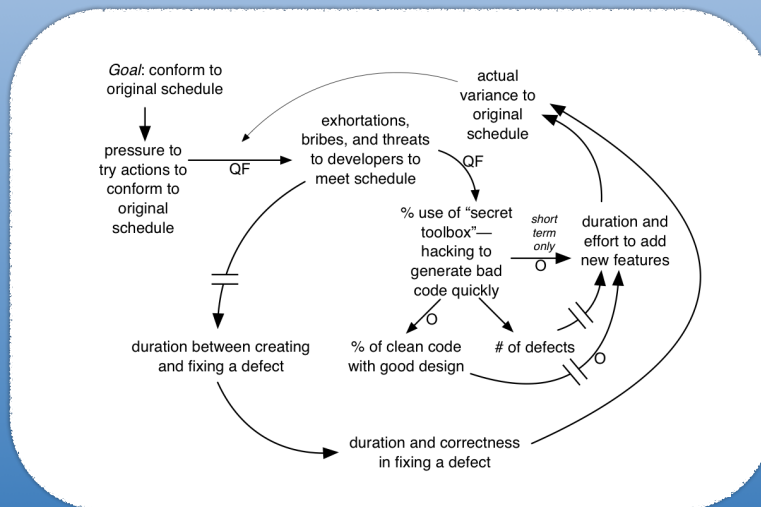 Goal: conform to
original schedule
pressure to
try actions to
conform to
original
schedule
QF
exhortations,
bribes, and threats
to developers to
meet schedule
actual
variance to
original
schedule
QF
% use of “secret
toolbox”—
hacking to
generate bad
code quickly
short
term
only
O
duration and
effort to add
new features
O
duration between creating
and fixing a defect
% of clean code
with good design
# of defects
O
duration and correctness
in fixing a defect